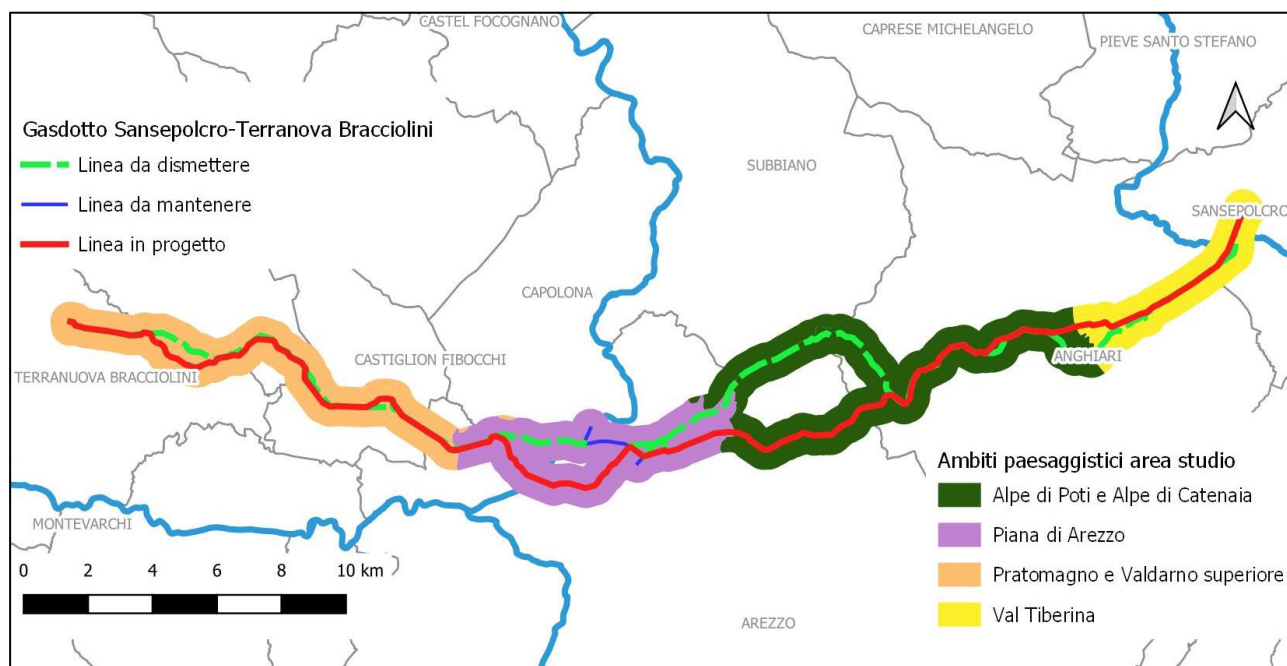 CASTEL FOCOGNANO
CAPRESE MICHELANGELO
PIEVE SANTO STEFANO
Gasdotto Sansepolcro-Terranova Bracciolini
Linea da dismettere
Linea da mantenere
Linea in progetto
SUBBIANO
SANSEPOLCRO
CAPOLONA
CASTIGLION FIBOCCHI
ANGHIARI
TERRANUOVA BRACCIOLINI
Ambiti paesaggistici area studio
Alpe di Poti e Alpe di Catenaia
MONTEVARCHI
Piana di Arezzo
0 2 4 6 8 10 km
Pratomagno e Valdarno superiore
AREZZO
Val Tiberina